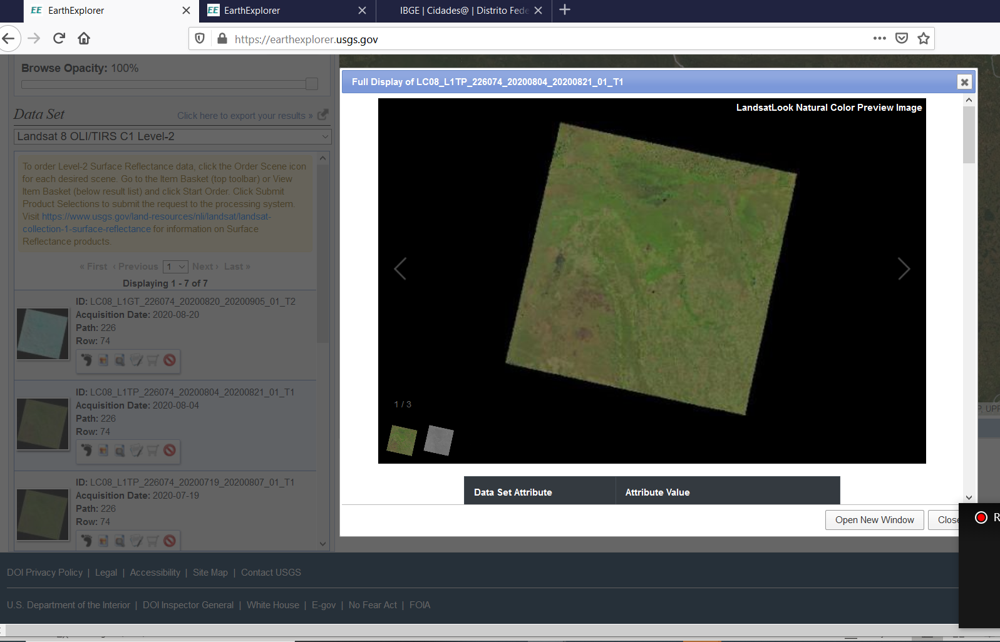 EE EarthExplorer
EE EarthExplorer
IBGE | Cidades@ | Distrito Fede
https://earthexplorer.usgs.gov
Browse Opacity: 100%
Data Set
Click here to export your results »
Landsat 8 OLI/TIRS C1 Level-2
To order Level-2 Surface Reflectance data, click the Order Scene icon
for each desired scene. Go to the Item Basket (top toolbar) or View
Item Basket (below result list) and click Start Order. Click Submit
Product Selections to submit the request to the processing system.
Visit https://www.usgs.gov/land-resources/nli/landsat/landsat-
collection-1-surface-reflectance for information on Surface
Reflectance products.
« First ‹ Previous 1 Next › Last »
Displaying 1 - 7 of 7
ID: LC08_L1GT_226074_20200820_20200905_01_T2
Acquisition Date: 2020-08-20
Path: 226
Row: 74
ID: LC08_L1TP_226074_20200804_20200821_01_T1
Acquisition Date: 2020-08-04
Path: 226
Row: 74
ID: LC08_L1TP_226074_20200719_20200807_01_T1
Acquisition Date: 2020-07-19
Path: 226
Row: 74
Full Display of LC08_L1TP_226074_20200804_20200821_01_T1
LandsatLook Natural Color Preview Image
1 / 3
Data Set Attribute Attribute Value
Open New Window Close
R
DOI Privacy Policy | Legal | Accessibility | Site Map | Contact USGS
U.S. Department of the Interior | DOI Inspector General | White House | E-gov | No Fear Act | FOIA